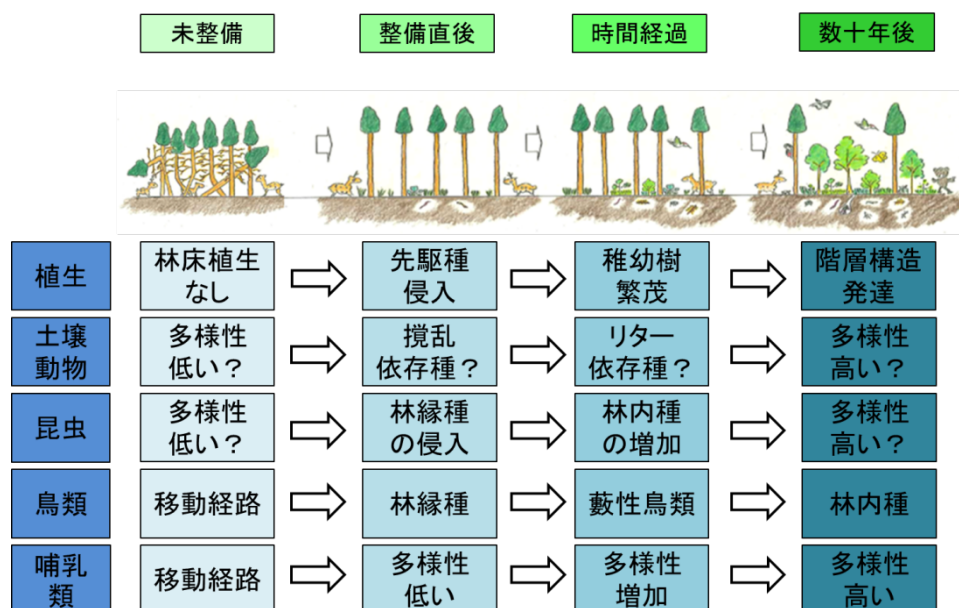 未整備
整備直後
時間経過
数十年後
植生
林床植生
なし
先駆種
侵入
稚幼樹
繁茂
階層構造
発達
土壌
動物
多様性
低い？
撹乱
依存種？
リター
依存種？
多様性
高い？
昆虫
多様性
低い？
林縁種
の侵入
林内種
の増加
多様性
高い？
鳥類
移動経路
林縁種
藪性鳥類
林内種
哺乳
類
移動経路
多様性
低い
多様性
増加
多様性
高い